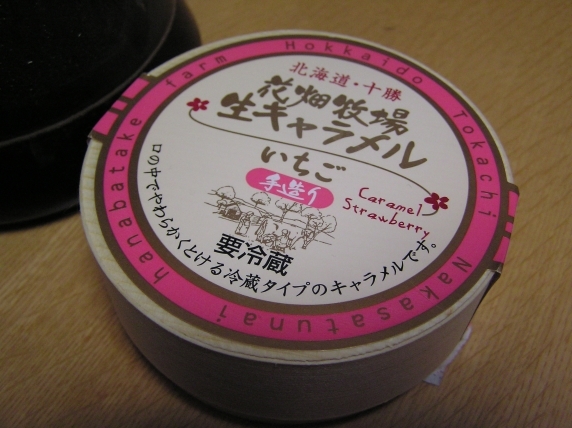 Hokkaido Tokachi Nakasatsunai hanabatake farm
北海道・十勝
花畑牧場
生キャラメル
いちご
手造り
Caramel
Strawberry
要冷蔵
口の中でやわらかくとける冷蔵タイプのキャラメルです。